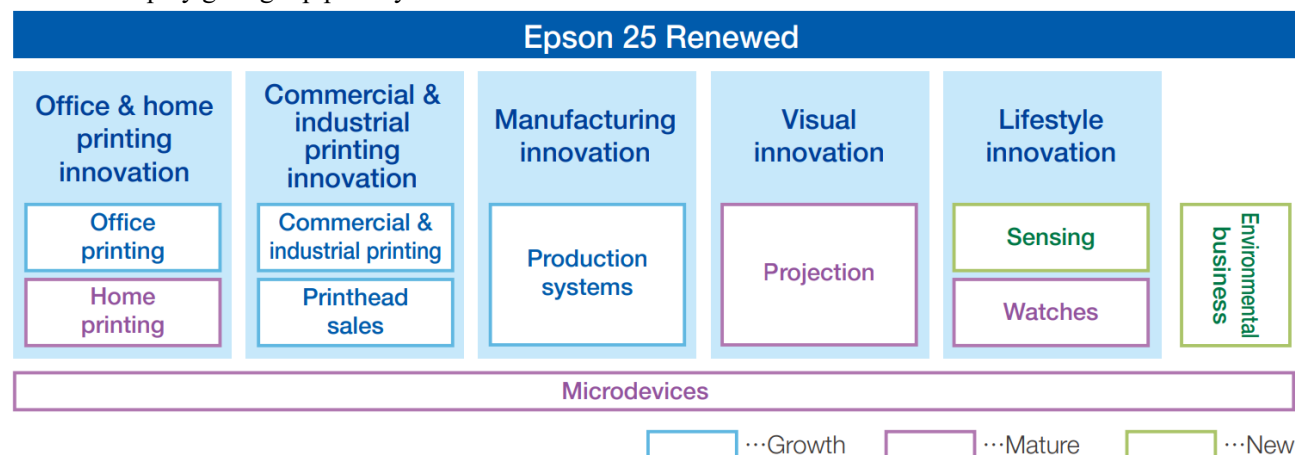 Epson 25 Renewed
Office & home
printing
innovation
Commercial &
industrial
printing
innovation
Manufacturing
innovation
Visual
innovation
Lifestyle
innovation
Office
printing
Home
printing
Commercial &
industrial printing
Printhead
sales
Production
systems
Projection
Sensing
Watches
Environmental
business
Microdevices
···Growth
···Mature
···New